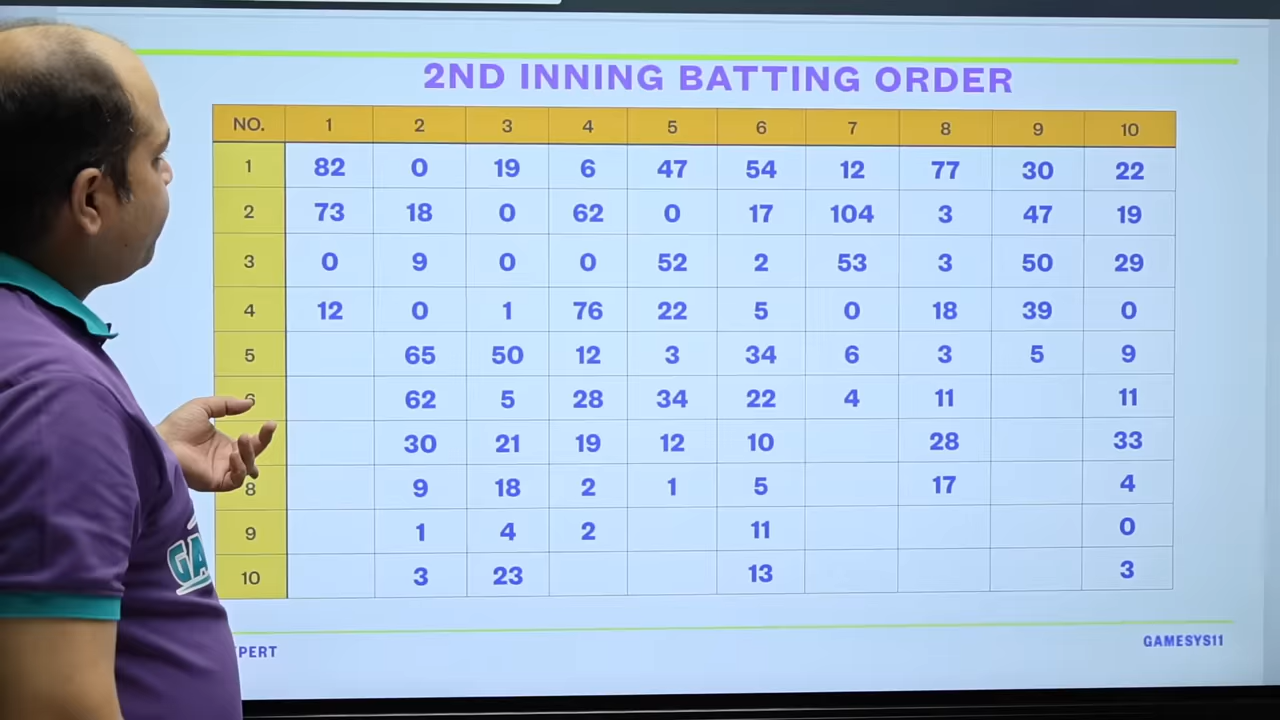 2ND INNING BATTING ORDER
NO. 1 2 3 4 5 6 7 8 9 10
1 82 0 19 6 47 54 12 77 30 22
2 73 18 0 62 0 17 104 3 47 19
3 0 9 0 0 52 2 53 3 50 29
4 12 0 1 76 22 5 0 18 39 0
5 65 50 12 3 34 6 3 5 9
6 62 5 28 34 22 4 11 11
30 21 19 12 10 28 33
8 9 18 2 1 5 17 4
9 1 4 2 11 0
10 3 23 13 3
GA
PERT
GAMESYS11